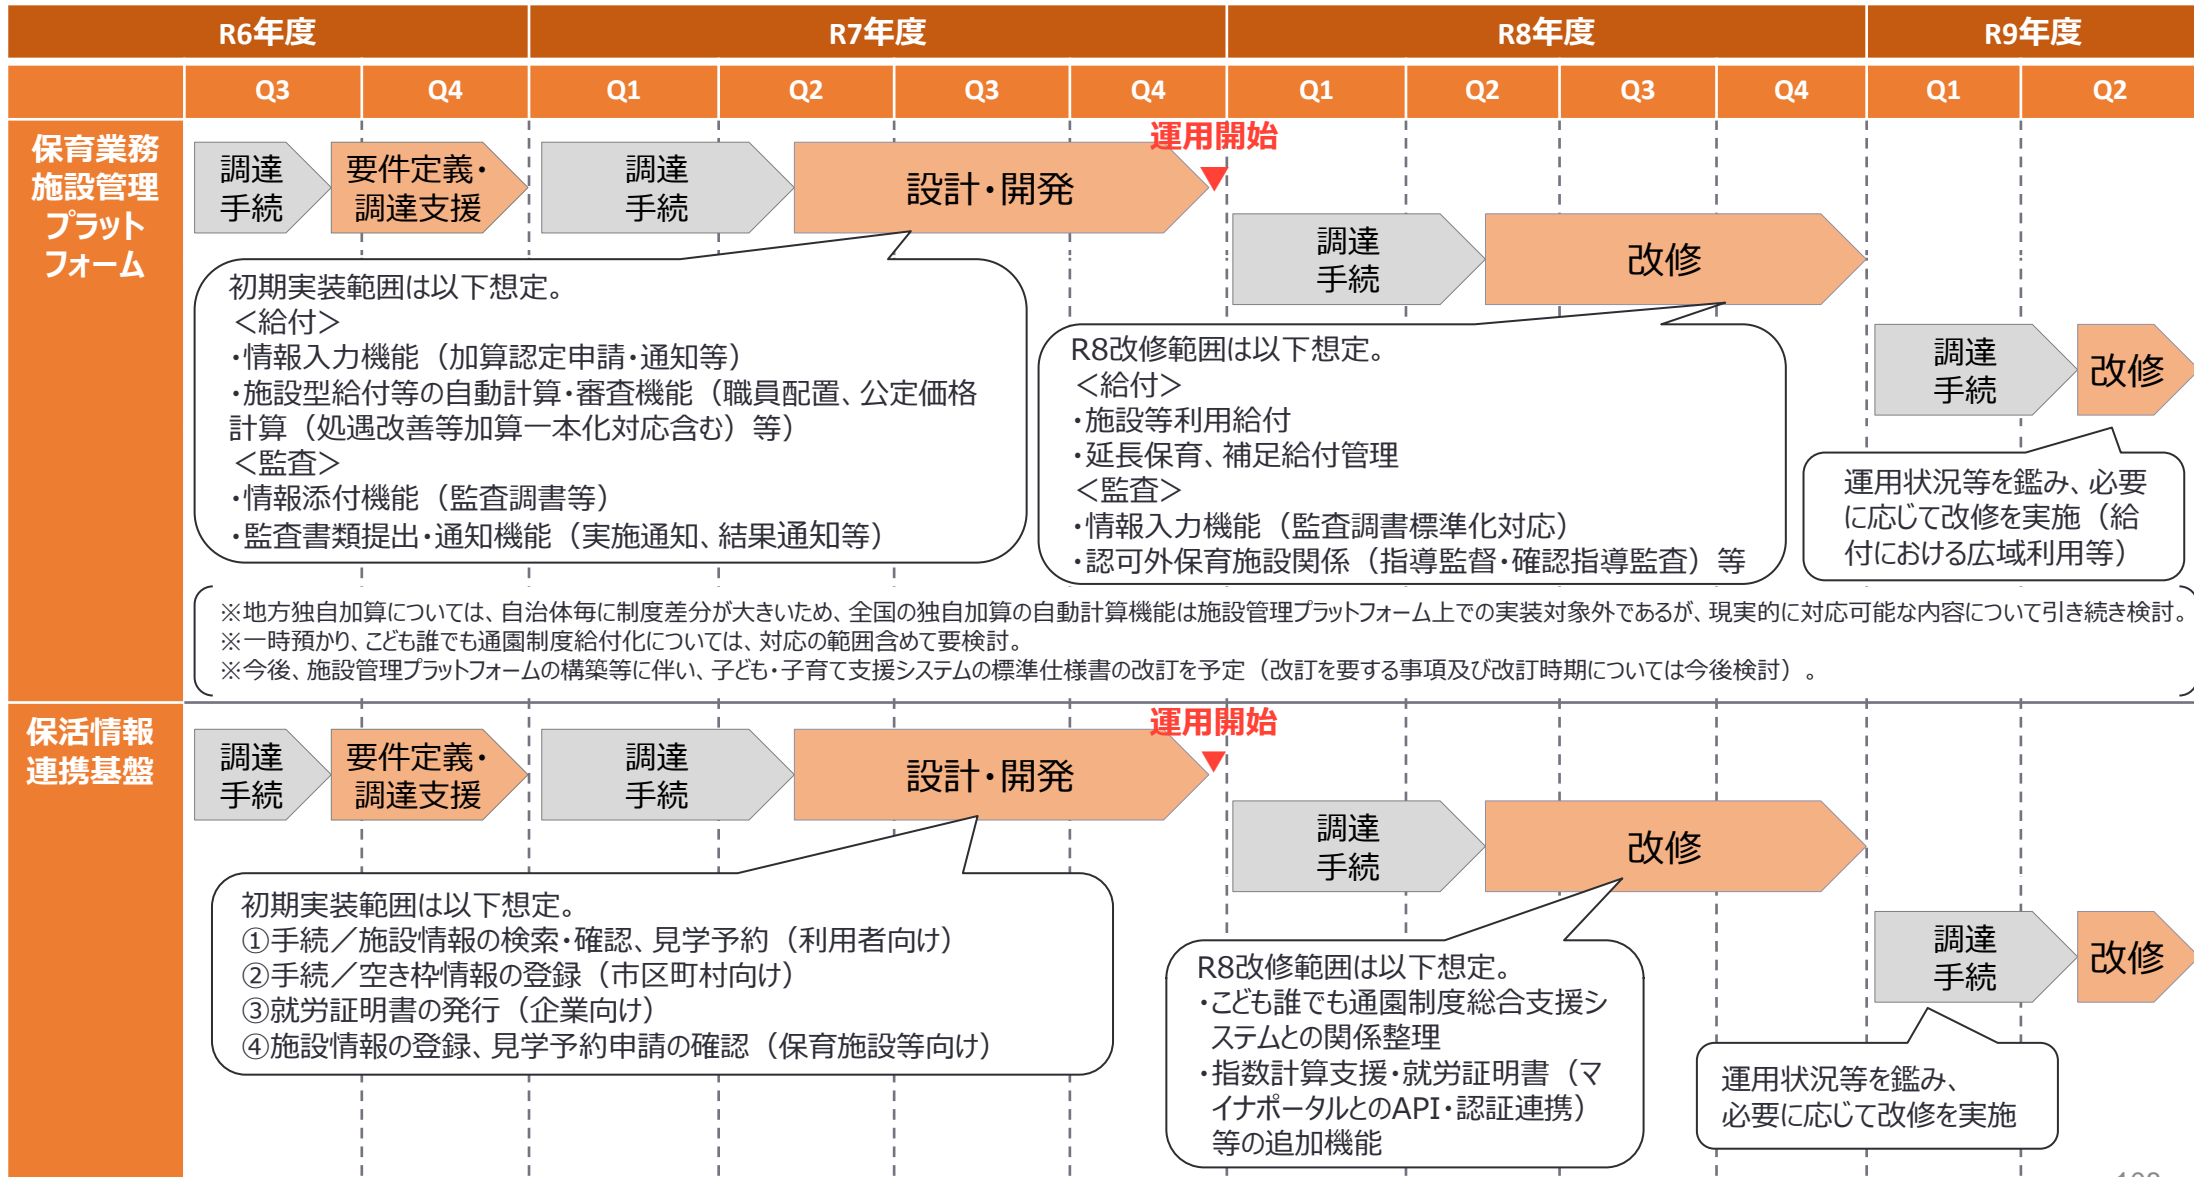 R6年度
R7年度
R8年度
R9年度
Q3
Q4
Q1
Q2
Q3
Q4
Q1
Q2
Q3
Q4
Q1
Q2
保育業務
施設管理
プラット
フォーム
調達
手続
要件定義・
調達支援
調達
手続
設計・開発
運用開始
調達
手続
改修
調達
手続
改修
初期実装範囲は以下想定。
＜給付＞
・情報入力機能（加算認定申請・通知等）
・施設型給付等の自動計算・審査機能（職員配置、公定価格
計算（処遇改善等加算一本化対応含む）等）
＜監査＞
・情報添付機能（監査調書等）
・監査書類提出・通知機能（実施通知、結果通知等）
R8改修範囲は以下想定。
＜給付＞
・施設等利用給付
・延長保育、補足給付管理
＜監査＞
・情報入力機能（監査調書標準化対応）
・認可外保育施設関係（指導監督・確認指導監査）等
運用状況等を鑑み、必要
に応じて改修を実施（給
付における広域利用等）
※地方独自加算については、自治体毎に制度差分が大きいため、全国の独自加算の自動計算機能は施設管理プラットフォーム上での実装対象外であるが、現実的に対応可能な内容について引き続き検討。
※一時預かり、こども誰でも通園制度給付化については、対応の範囲含めて要検討。
※今後、施設管理プラットフォームの構築等に伴い、子ども・子育て支援システムの標準仕様書の改訂を予定（改訂を要する事項及び改訂時期については今後検討）。
保活情報
連携基盤
調達
手続
要件定義・
調達支援
調達
手続
設計・開発
運用開始
調達
手続
改修
調達
手続
改修
初期実装範囲は以下想定。
①手続／施設情報の検索・確認、見学予約（利用者向け）
②手続／空き枠情報の登録（市区町村向け）
③就労証明書の発行（企業向け）
④施設情報の登録、見学予約申請の確認（保育施設等向け）
R8改修範囲は以下想定。
・こども誰でも通園制度総合支援シ
ステムとの関係整理
・指数計算支援・就労証明書（マ
イナポータルとのAPI・認証連携）
等の追加機能
運用状況等を鑑み、
必要に応じて改修を実施